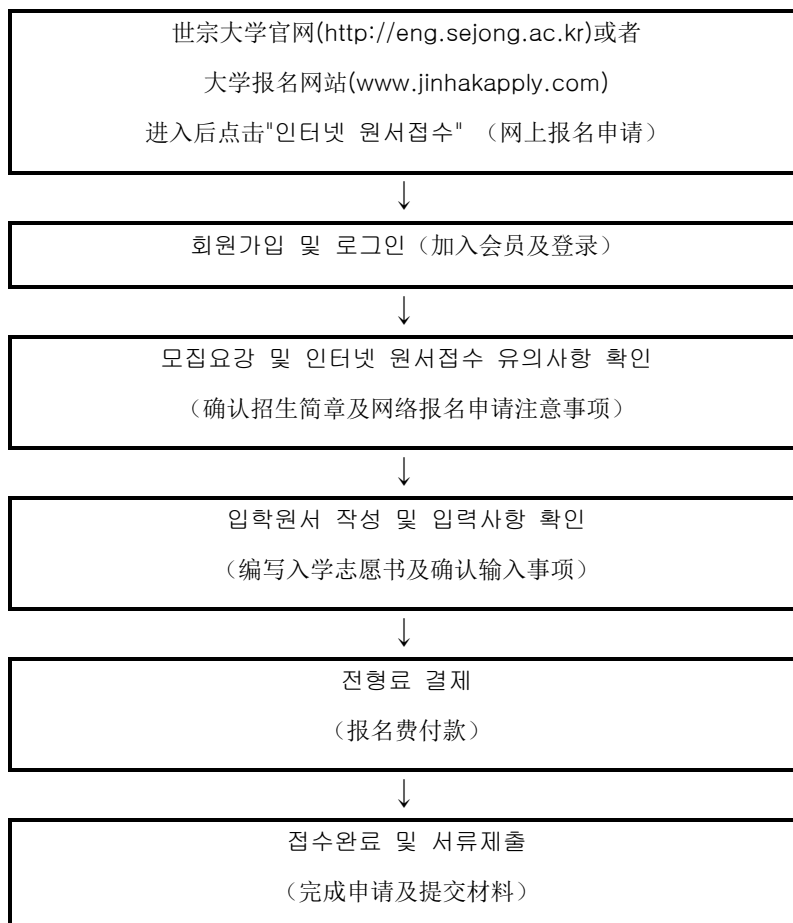 世宗大学官网(http://eng.sejong.ac.kr)或者
大学报名网站(www.jinhakapply.com)
进入后点击"인터넷 원서접수" （网上报名申请）
↓
회원가입 및 로그인（加入会员及登录）
↓
모집요강 및 인터넷 원서접수 유의사항 확인
（确认招生简章及网络报名申请注意事项）
↓
입학원서 작성 및 입력사항 확인
（编写入学志愿书及确认输入事项）
↓
전형료 결제
（报名费付款）
↓
접수완료 및 서류제출
（完成申请及提交材料）